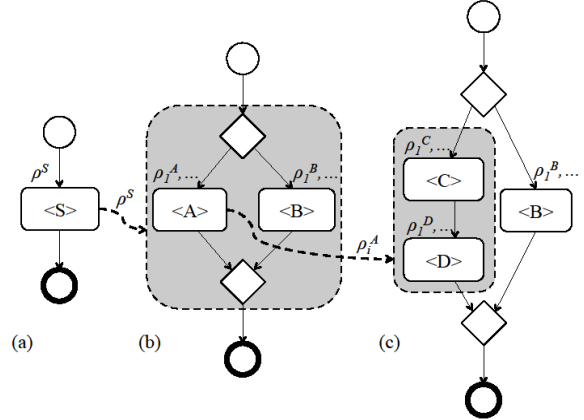 ρ^S
<S>
(a)
ρ^S
ρ_1^A, ...
ρ_1^B, ...
<A>
<B>
(b)
ρ_i^A
ρ_1^C, ...
<C>
ρ_1^B, ...
<B>
ρ_1^D, ...
<D>
(c)